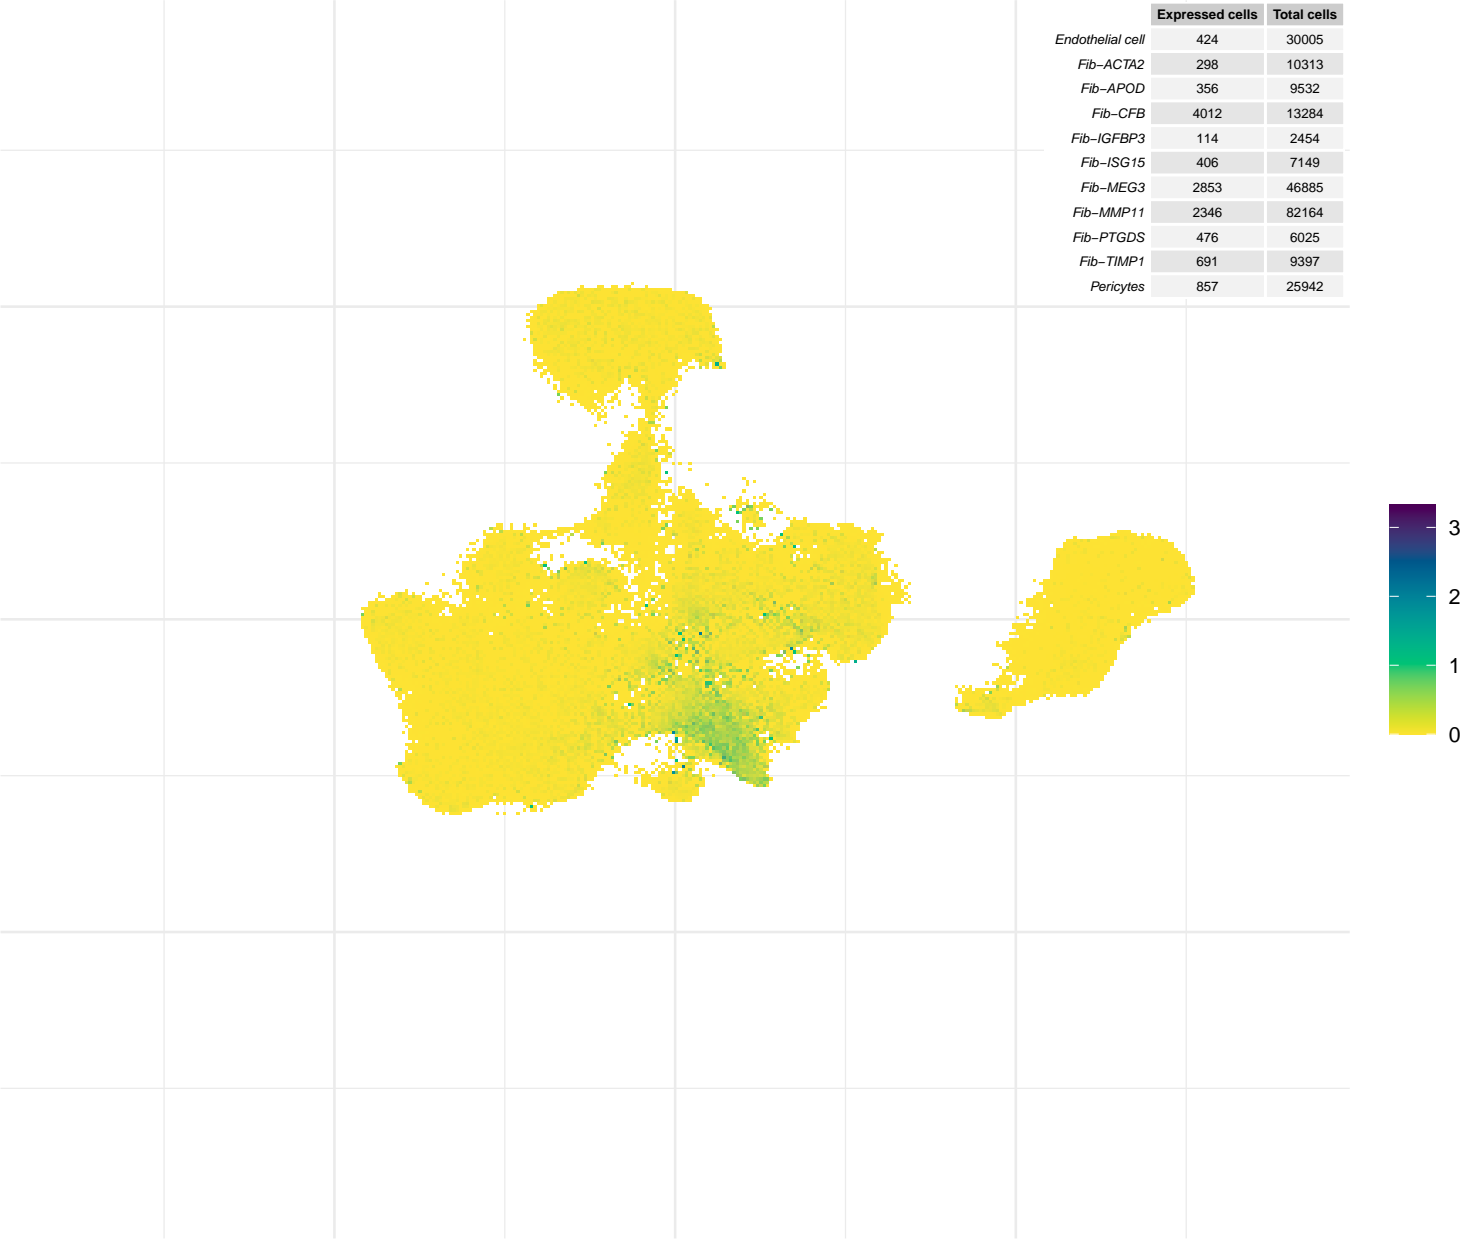 Expressed cells Total cells
Endothelial cell 424 30005
Fib−ACTA2 298 10313
Fib−APOD 356 9532
Fib−CFB 4012 13284
Fib−IGFBP3 114 2454
Fib−ISG15 406 7149
Fib−MEG3 2853 46885
Fib−MMP11 2346 82164
Fib−PTGDS 476 6025
Fib−TIMP1 691 9397
Pericytes 857 25942
3
2
1
0